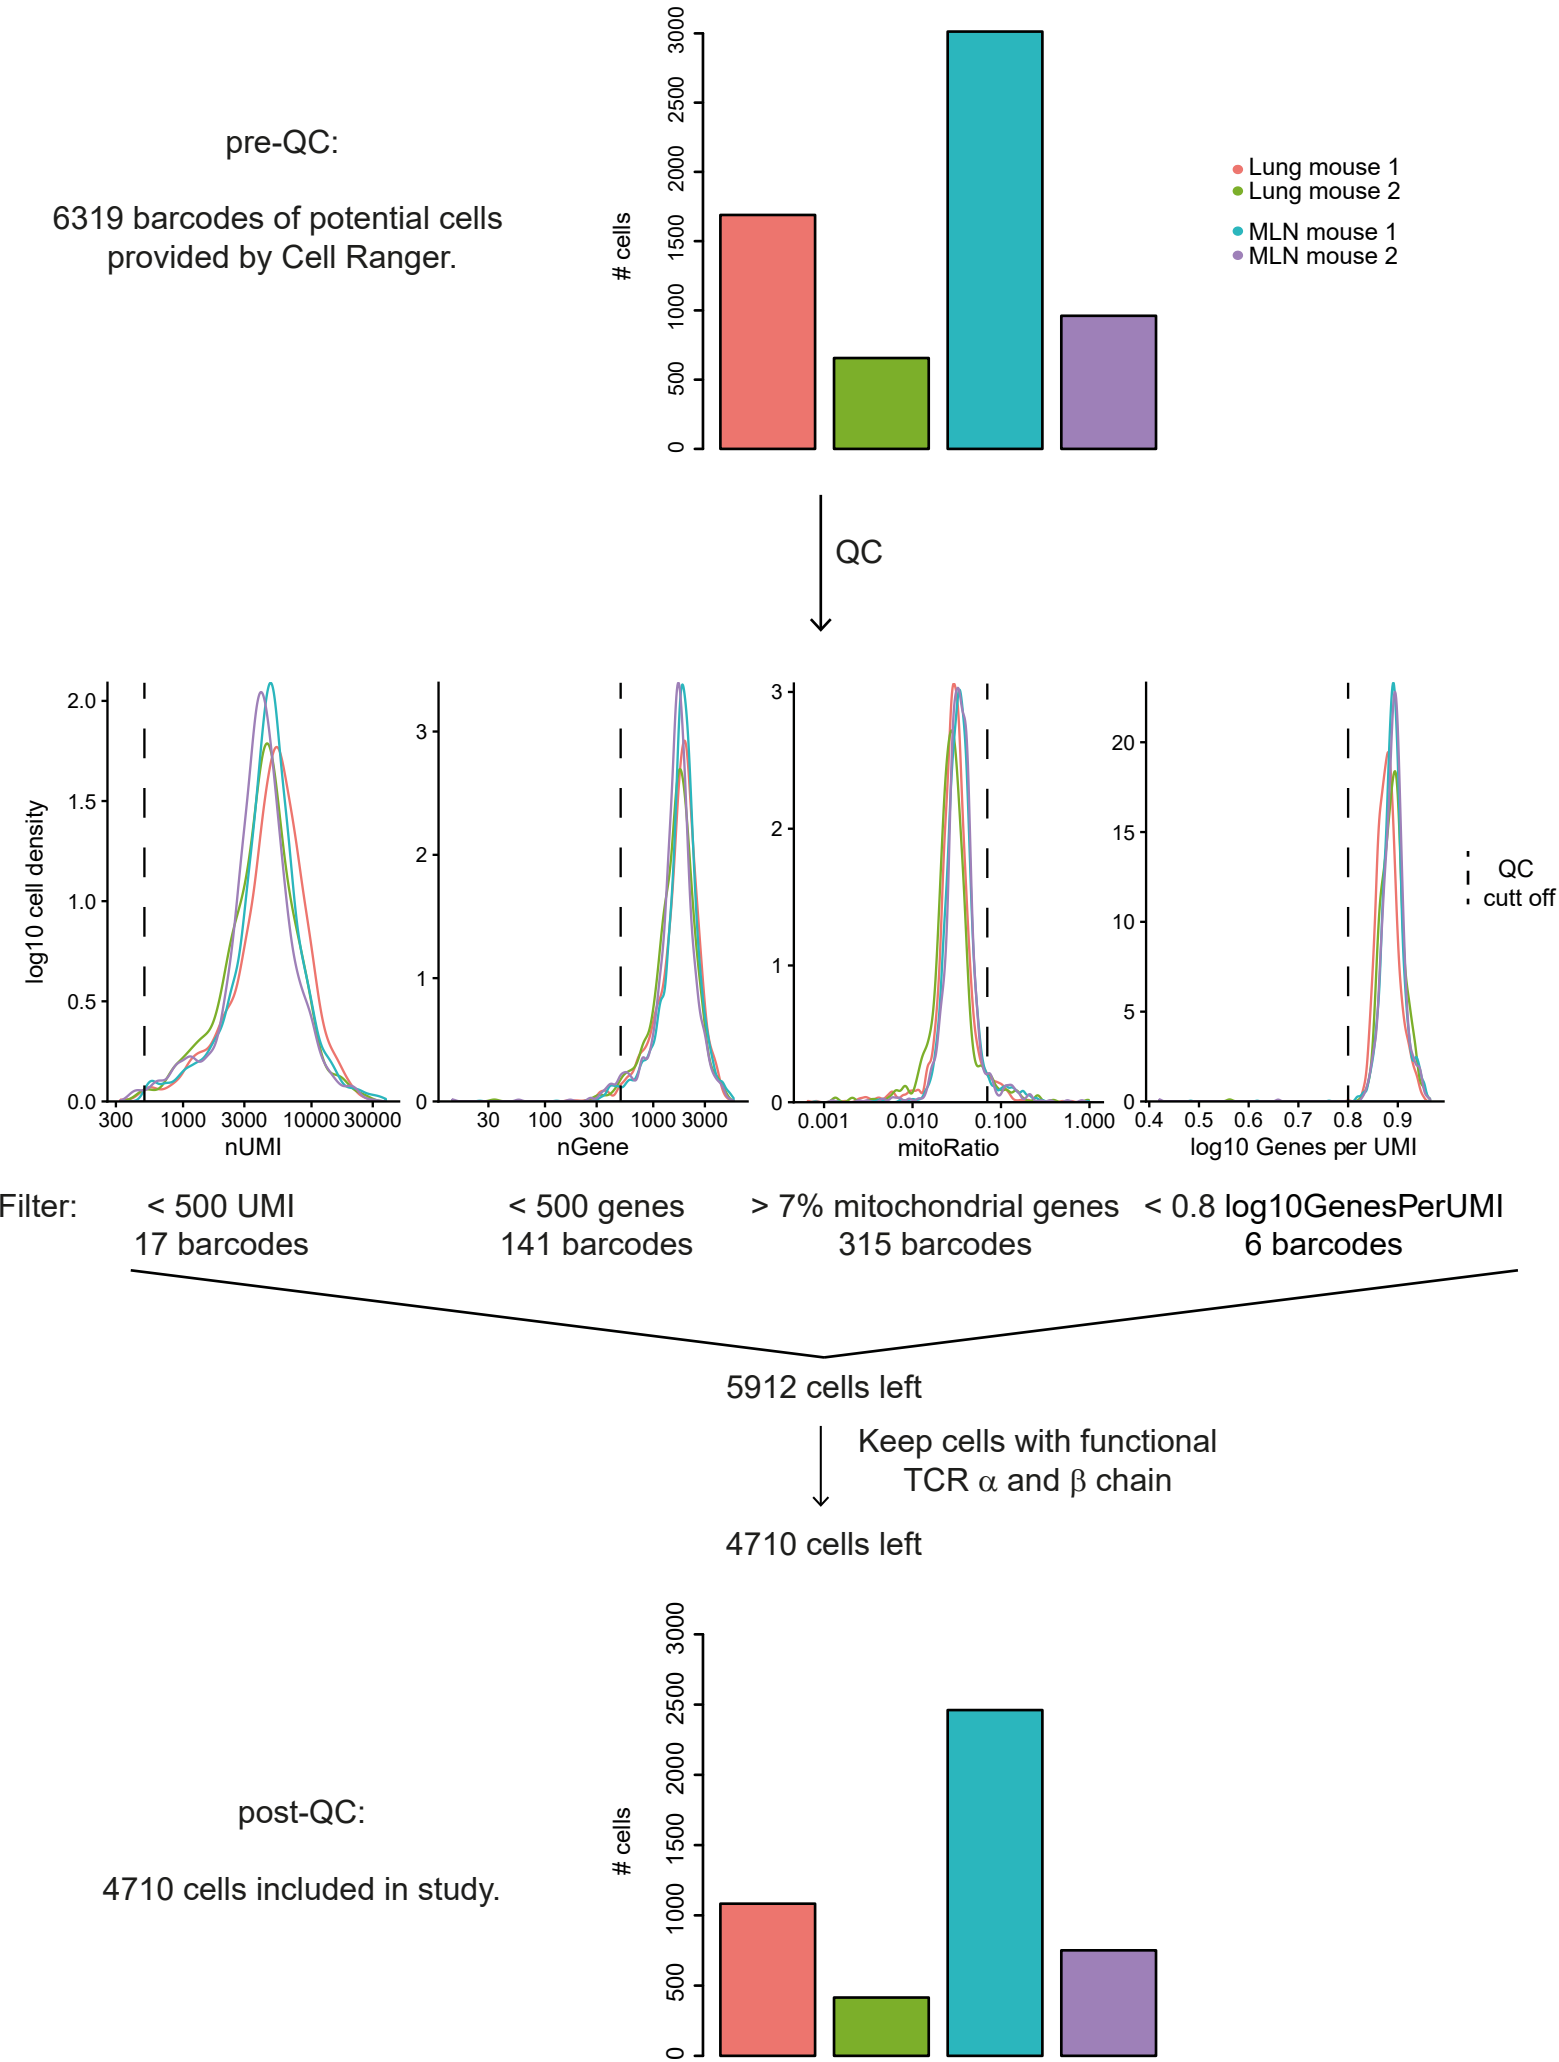 pre-QC:
6319 barcodes of potential cells
provided by Cell Ranger.
# cells
3000
2500
2000
1500
1000
500
0
Lung mouse 1
Lung mouse 2
MLN mouse 1
MLN mouse 2
QC
log10 cell density
2.0
1.5
1.0
0.5
0.0
300 1000 3000 10000 30000
nUMI
3
2
1
0
30 100 300 1000 3000
nGene
3
2
1
0
0.001 0.010 0.100 1.000
mitoRatio
20
15
10
5
0
0.4 0.5 0.6 0.7 0.8 0.9
log10 Genes per UMI
QC
cutt off
Filter:
< 500 UMI
17 barcodes
< 500 genes
141 barcodes
> 7% mitochondrial genes
315 barcodes
< 0.8 log10GenesPerUMI
6 barcodes
5912 cells left
Keep cells with functional
TCR α and β chain
4710 cells left
post-QC:
4710 cells included in study.
# cells
3000
2500
2000
1500
1000
500
0